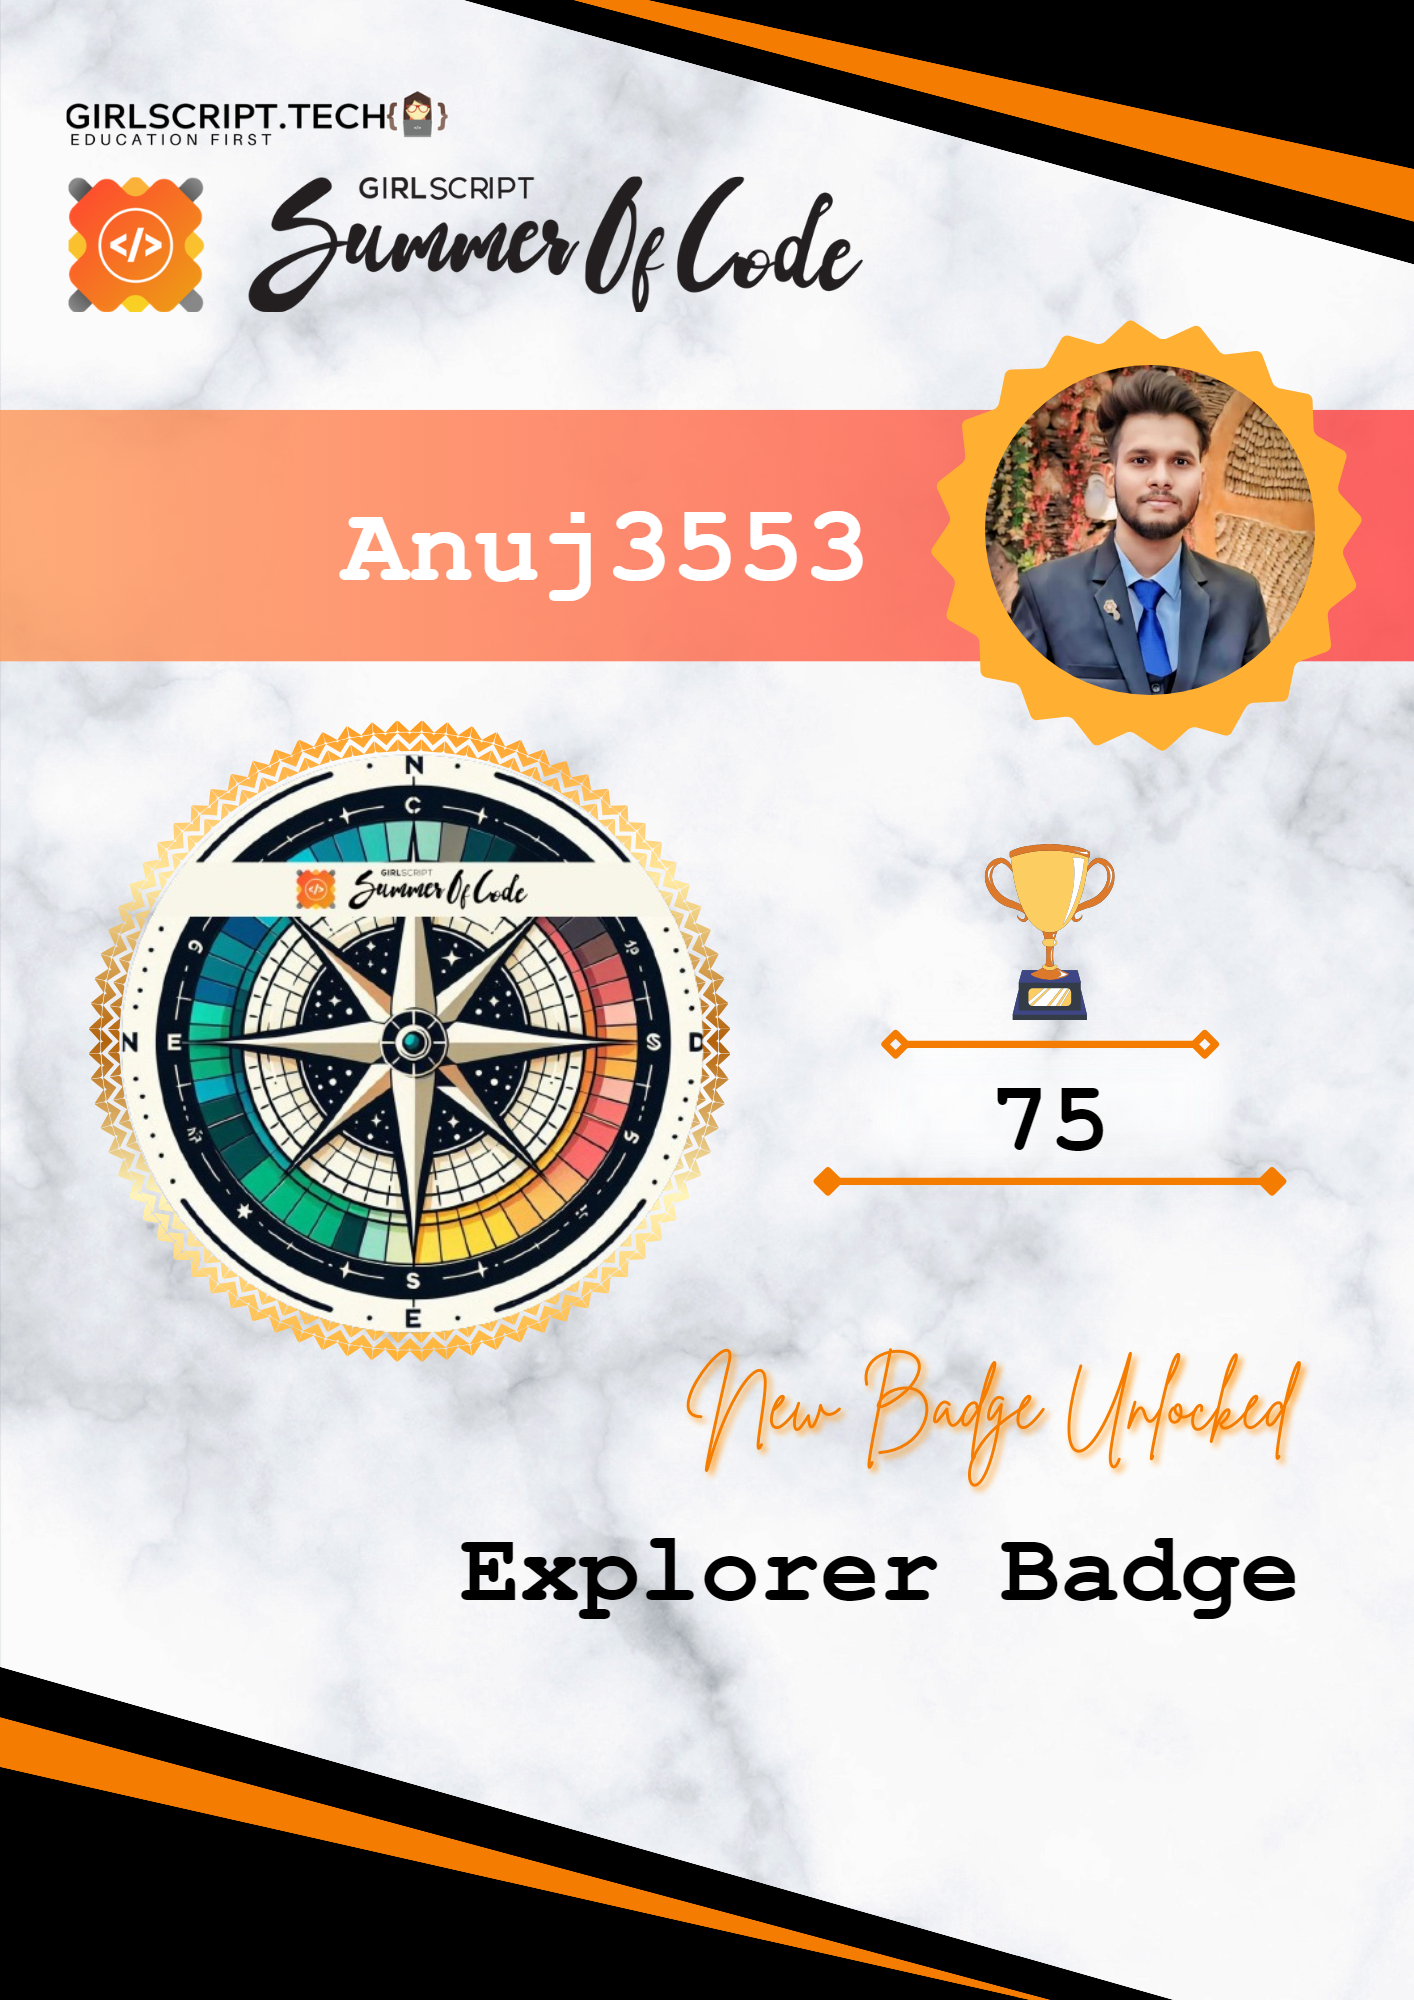 GIRLSCRIPT.TECH{ }
EDUCATION FIRST
</>
GIRLSCRIPT
Summer Of Code
Anuj3553
N
C
</>
GIRLSCRIPT
Summer Of Code
N E S D
5
S
E
75
New Badge Unlocked
Explorer Badge